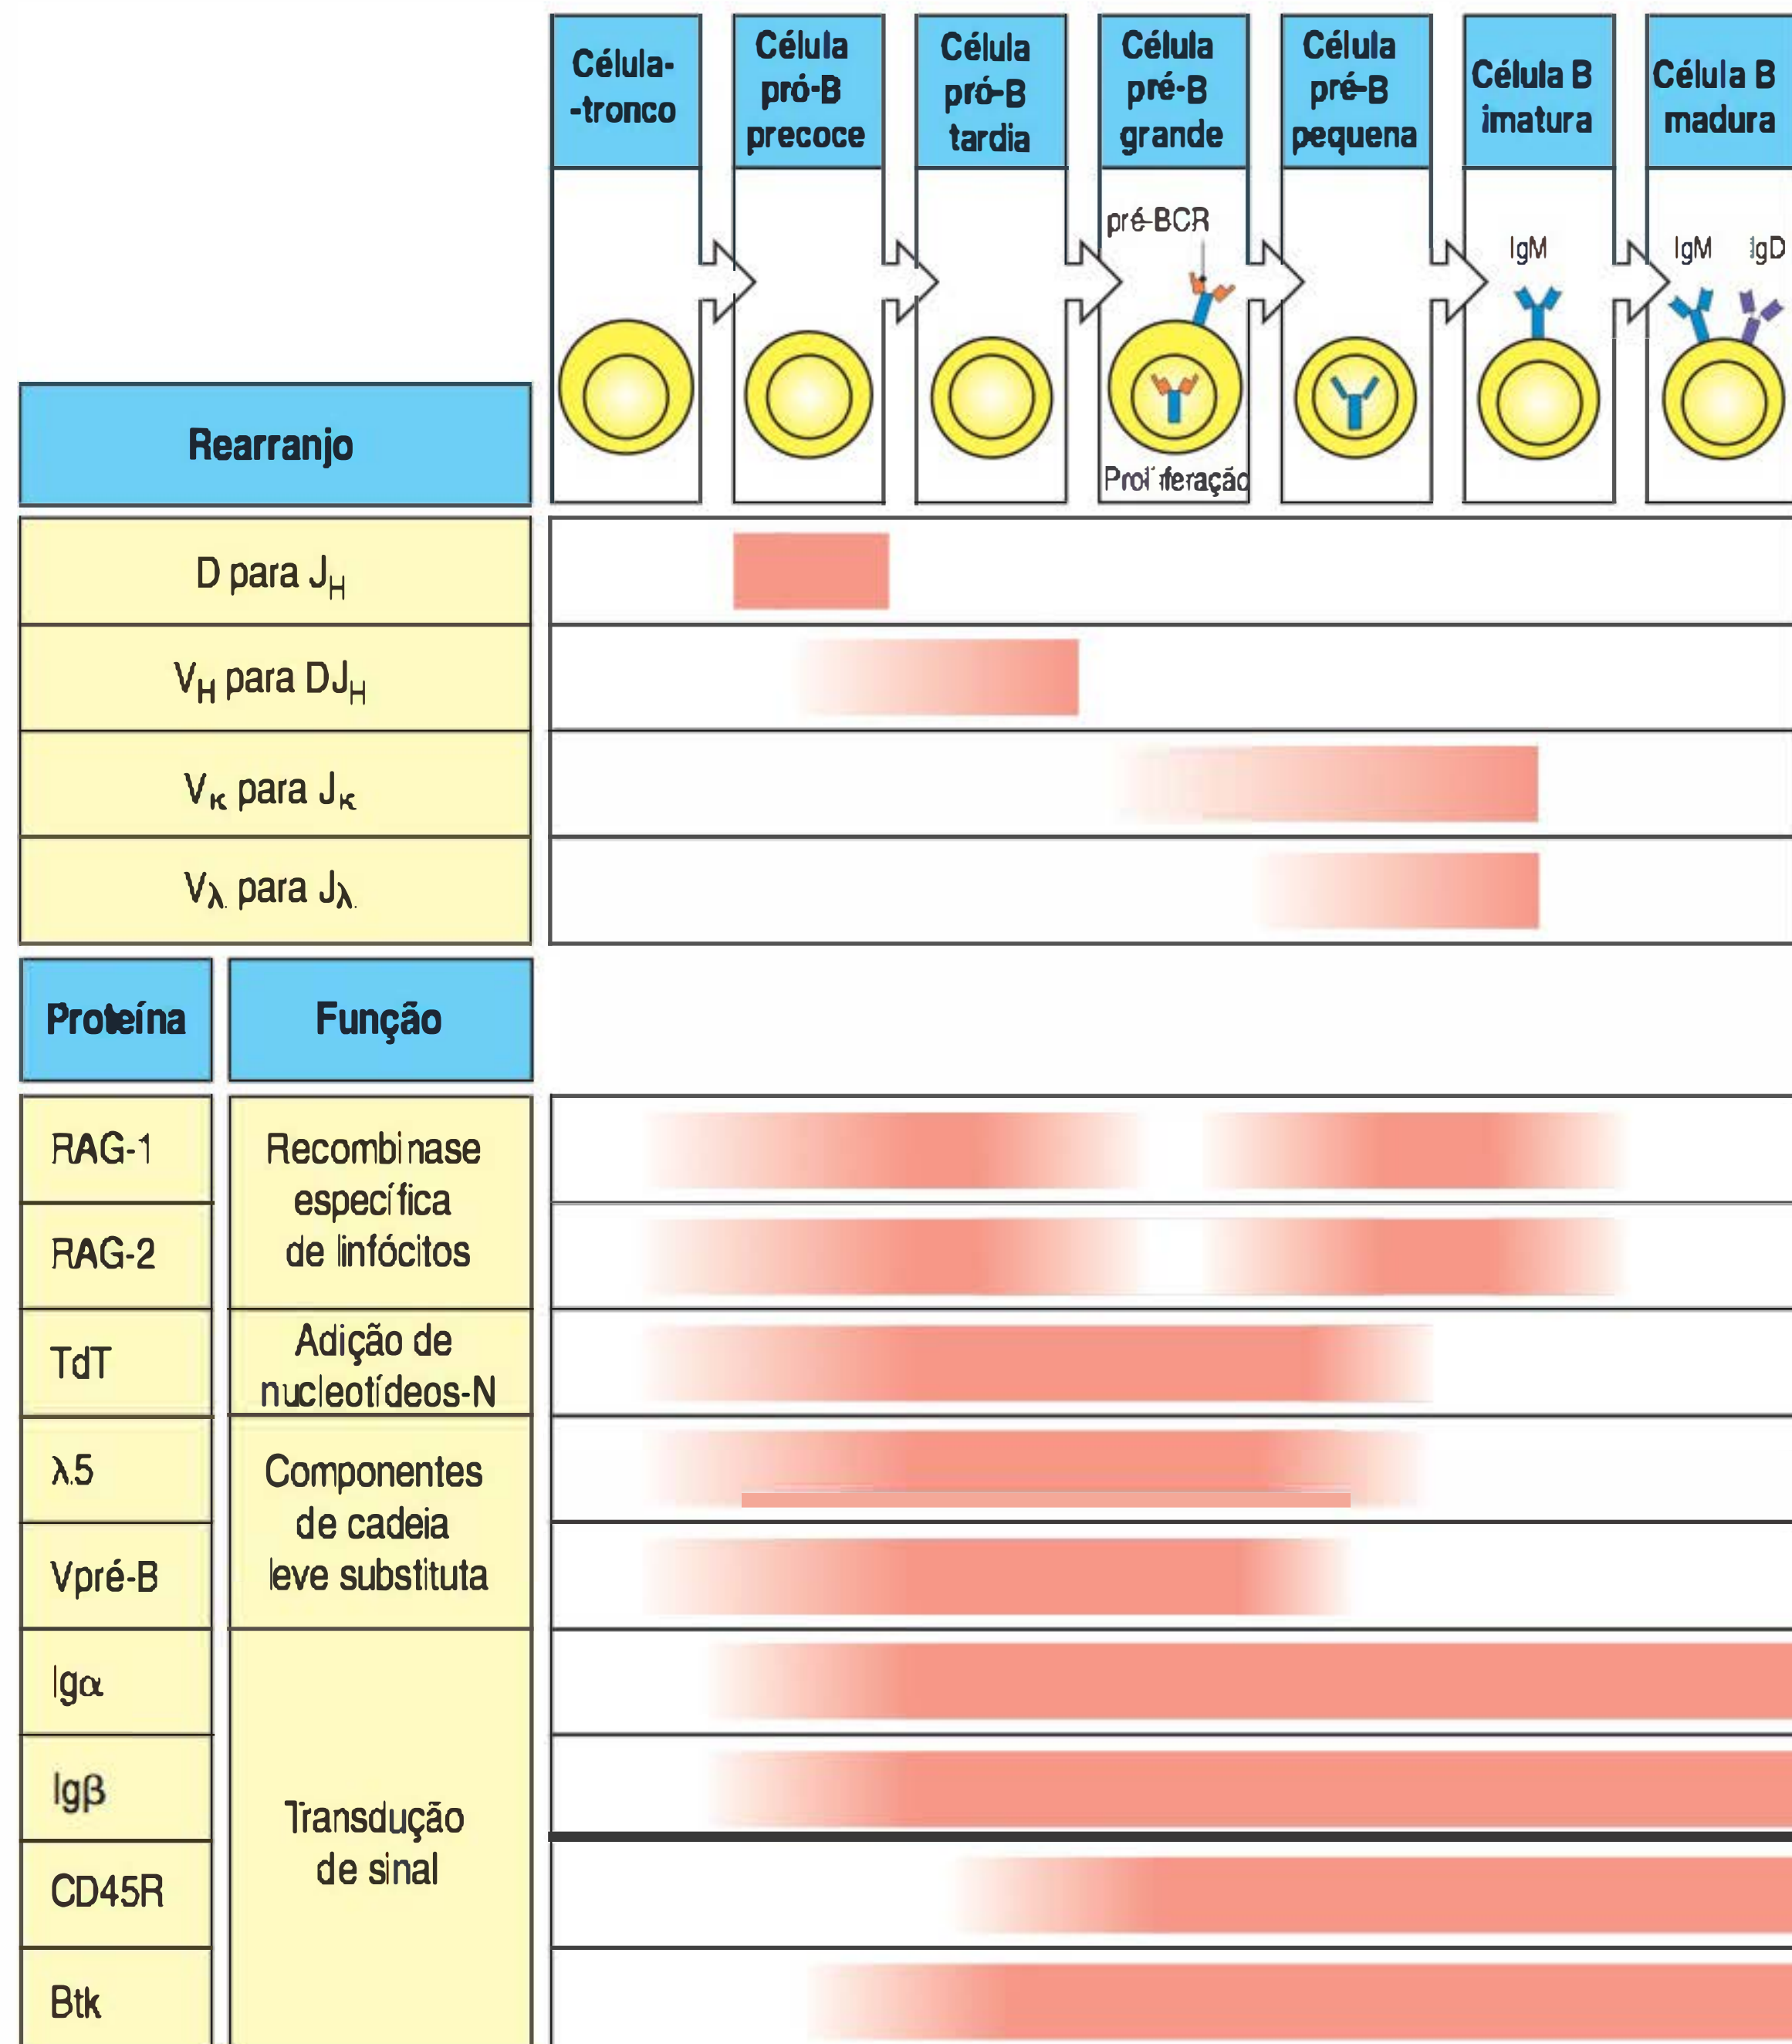 Célula-
-tronco
Célula
pró-B
precoce
Célula
pró-B
tardia
Célula
pré-B
grande
Célula
pré-B
pequena
Célula B
imatura
Célula B
madura
pré-BCR
IgM
IgM IgD
Proliferação
Rearranjo
D para JH
VH para DJH
Vκ para Jκ
Vλ para Jλ
Proteína
Função
RAG-1
Recombinase
específica
de linfócitos
RAG-2
TdT
Adição de
nucleotídeos-N
λ5
Componentes
de cadeia
leve substituta
Vpré-B
Igα
Igβ
Transdução
de sinal
CD45R
Btk